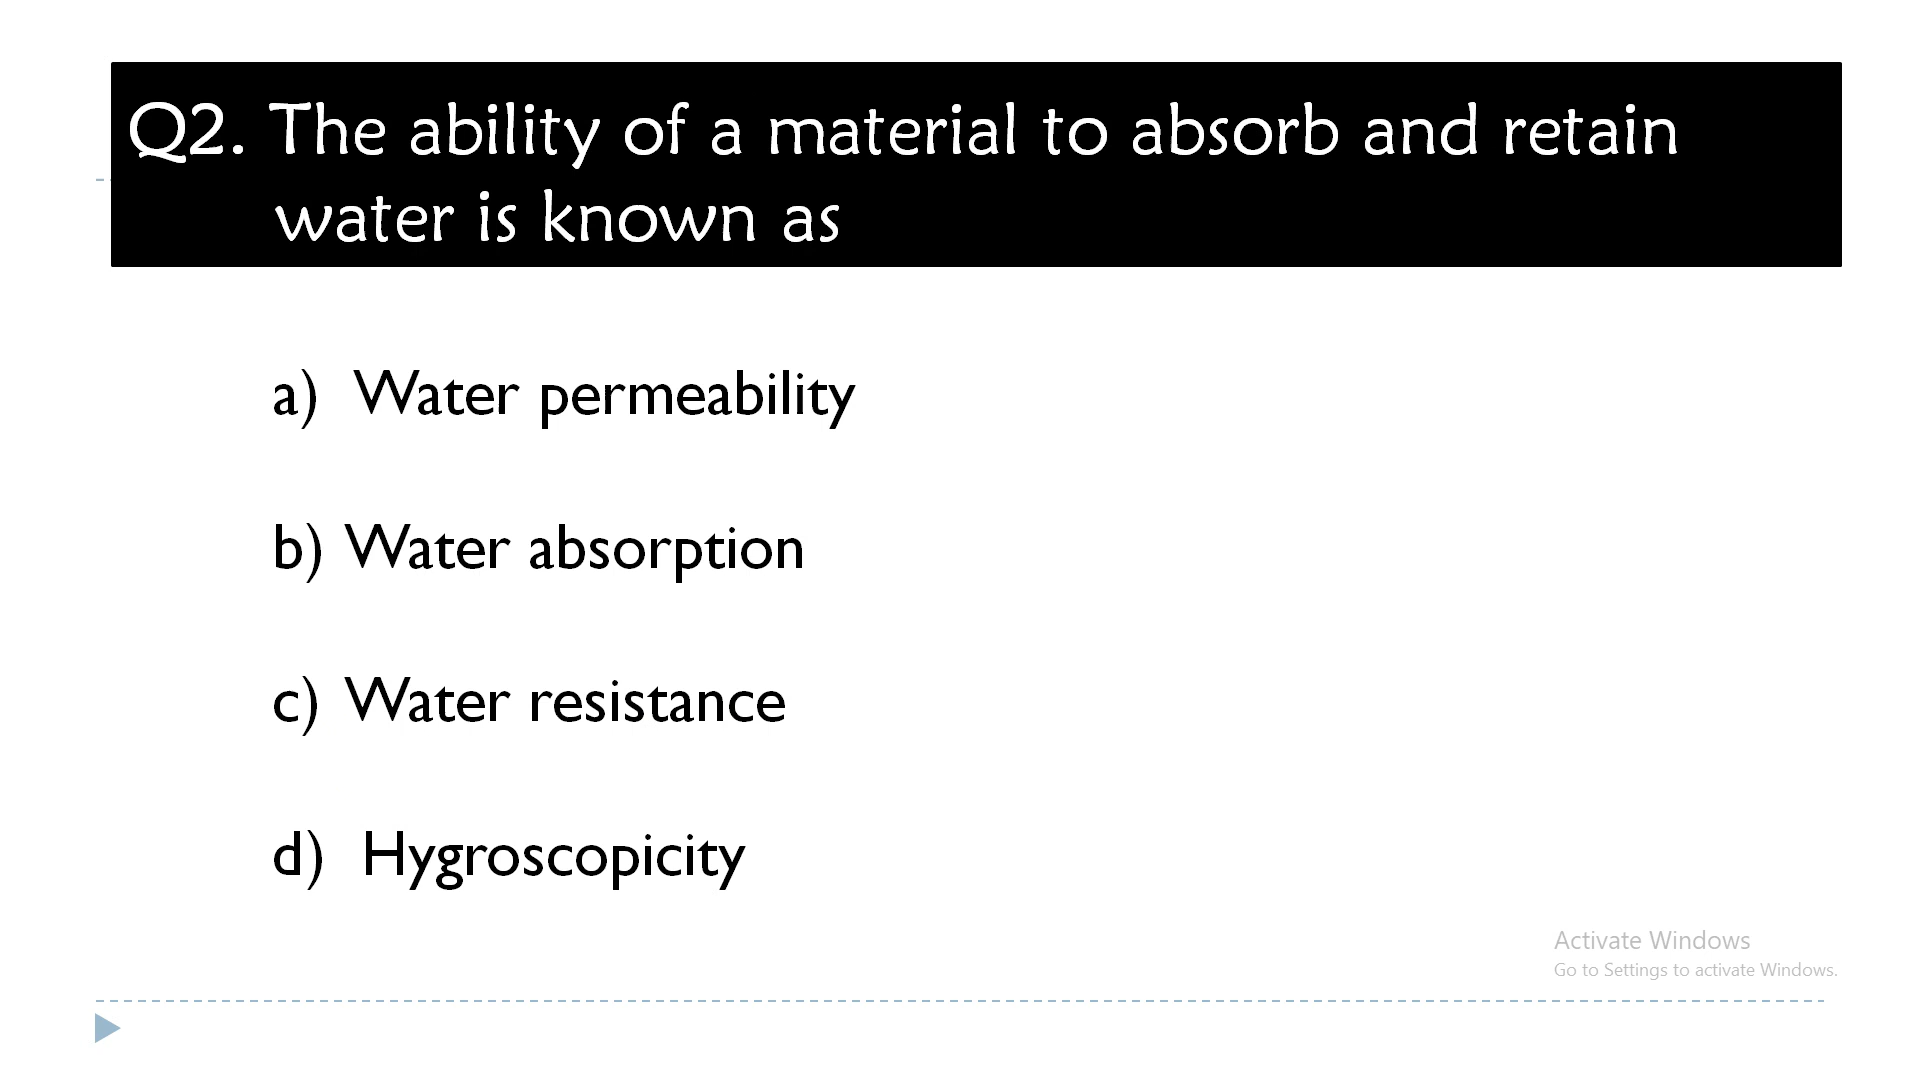 Q2. The ability of a material to absorb and retain
water is known as
a) Water permeability
b) Water absorption
c) Water resistance
d) Hygroscopicity
Activate Windows
Go to Settings to activate Windows.